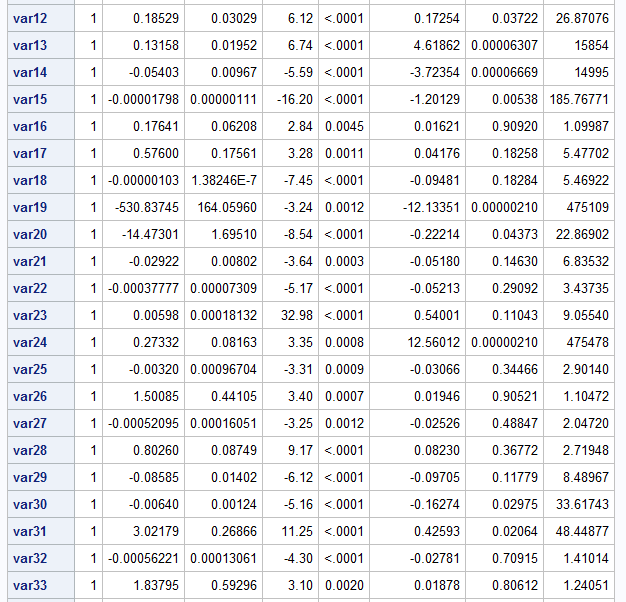 var12 1 0.18529 0.03029 6.12 <.0001 0.17254 0.03722 26.87076
var13 1 0.13158 0.01952 6.74 <.0001 4.61862 0.00006307 15854
var14 1 -0.05403 0.00967 -5.59 <.0001 -3.72354 0.00006669 14995
var15 1 -0.00001798 0.00000111 -16.20 <.0001 -1.20129 0.00538 185.76771
var16 1 0.17641 0.06208 2.84 0.0045 0.01621 0.90920 1.09987
var17 1 0.57600 0.17561 3.28 0.0011 0.04176 0.18258 5.47702
var18 1 -0.00000103 1.38246E-7 -7.45 <.0001 -0.09481 0.18284 5.46922
var19 1 -530.83745 164.05960 -3.24 0.0012 -12.13351 0.00000210 475109
var20 1 -14.47301 1.69510 -8.54 <.0001 -0.22214 0.04373 22.86902
var21 1 -0.02922 0.00802 -3.64 0.0003 -0.05180 0.14630 6.83532
var22 1 -0.00037777 0.00007309 -5.17 <.0001 -0.05213 0.29092 3.43735
var23 1 0.00598 0.00018132 32.98 <.0001 0.54001 0.11043 9.05540
var24 1 0.27332 0.08163 3.35 0.0008 12.56012 0.00000210 475478
var25 1 -0.00320 0.00096704 -3.31 0.0009 -0.03066 0.34466 2.90140
var26 1 1.50085 0.44105 3.40 0.0007 0.01946 0.90521 1.10472
var27 1 -0.00052095 0.00016051 -3.25 0.0012 -0.02526 0.48847 2.04720
var28 1 0.80260 0.08749 9.17 <.0001 0.08230 0.36772 2.71948
var29 1 -0.08585 0.01402 -6.12 <.0001 -0.09705 0.11779 8.48967
var30 1 -0.00640 0.00124 -5.16 <.0001 -0.16274 0.02975 33.61743
var31 1 3.02179 0.26866 11.25 <.0001 0.42593 0.02064 48.44877
var32 1 -0.00056221 0.00013061 -4.30 <.0001 -0.02781 0.70915 1.41014
var33 1 1.83795 0.59296 3.10 0.0020 0.01878 0.80612 1.24051